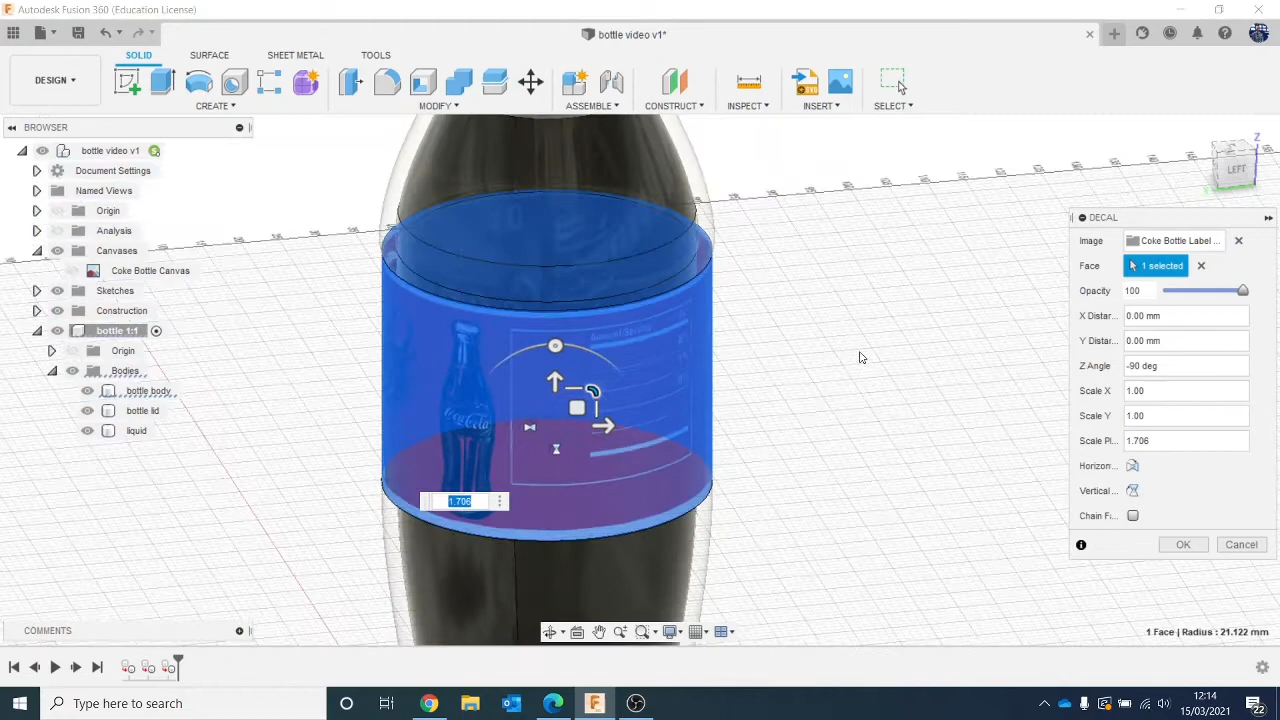 Autodesk Fusion 360 (Education License)
bottle video v1*
DESIGN
SOLID
SURFACE
SHEET METAL
TOOLS
CREATE
MODIFY
ASSEMBLE
CONSTRUCT
INSPECT
INSERT
SELECT
BROWSER
bottle video v1
Document Settings
Named Views
Origin
Analysis
Canvases
Coke Bottle Canvas
Sketches
Construction
bottle 1:1
Origin
Bodies
bottle body
bottle lid
liquid
LEFT
Z
Coca-Cola
1.706
DECAL
Image
Coke Bottle Label ...
Face
1 selected
Opacity
100
X Distar...
0.00 mm
Y Distar...
0.00 mm
Z Angle
-90 deg
Scale X
1.00
Scale Y
1.00
Scale Pl...
1.706
Horizon...
Vertical ...
Chain F...
OK
Cancel
COMMENTS
1 Face | Radius : 21.122 mm
Type here to search
12:14
15/03/2021
22